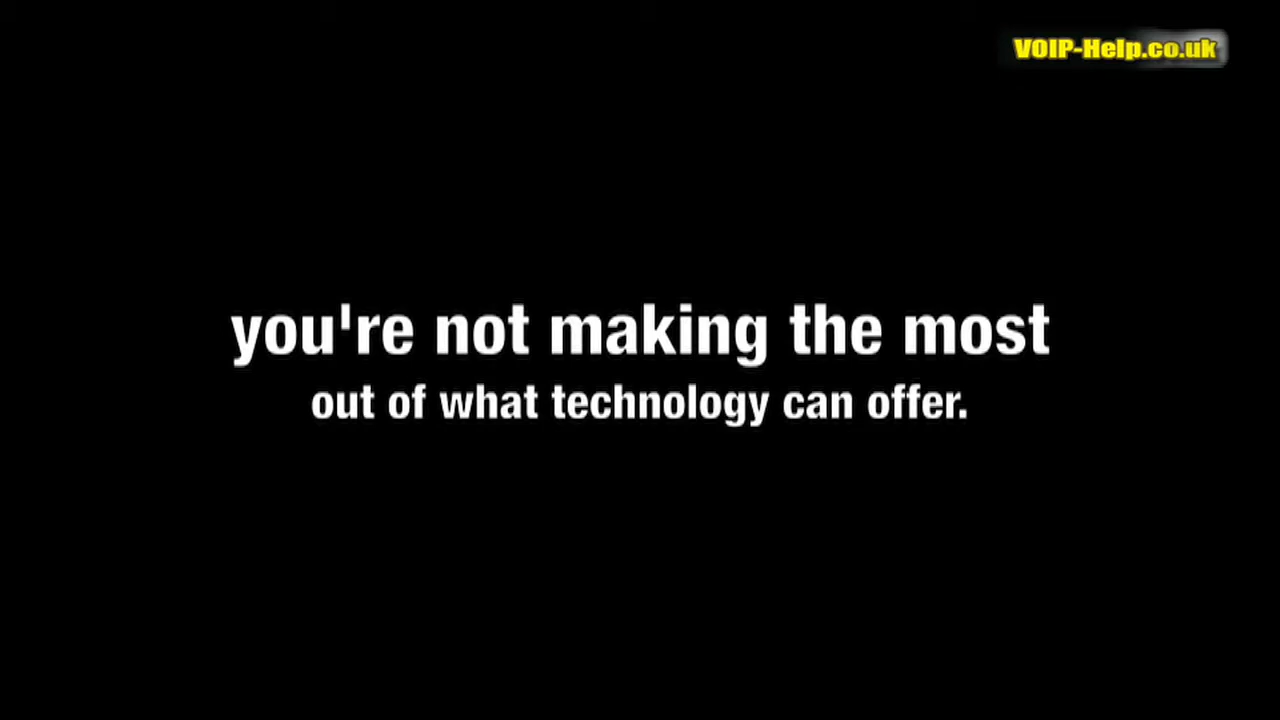 VOIP-Help.co.uk
you're not making the most
out of what technology can offer.